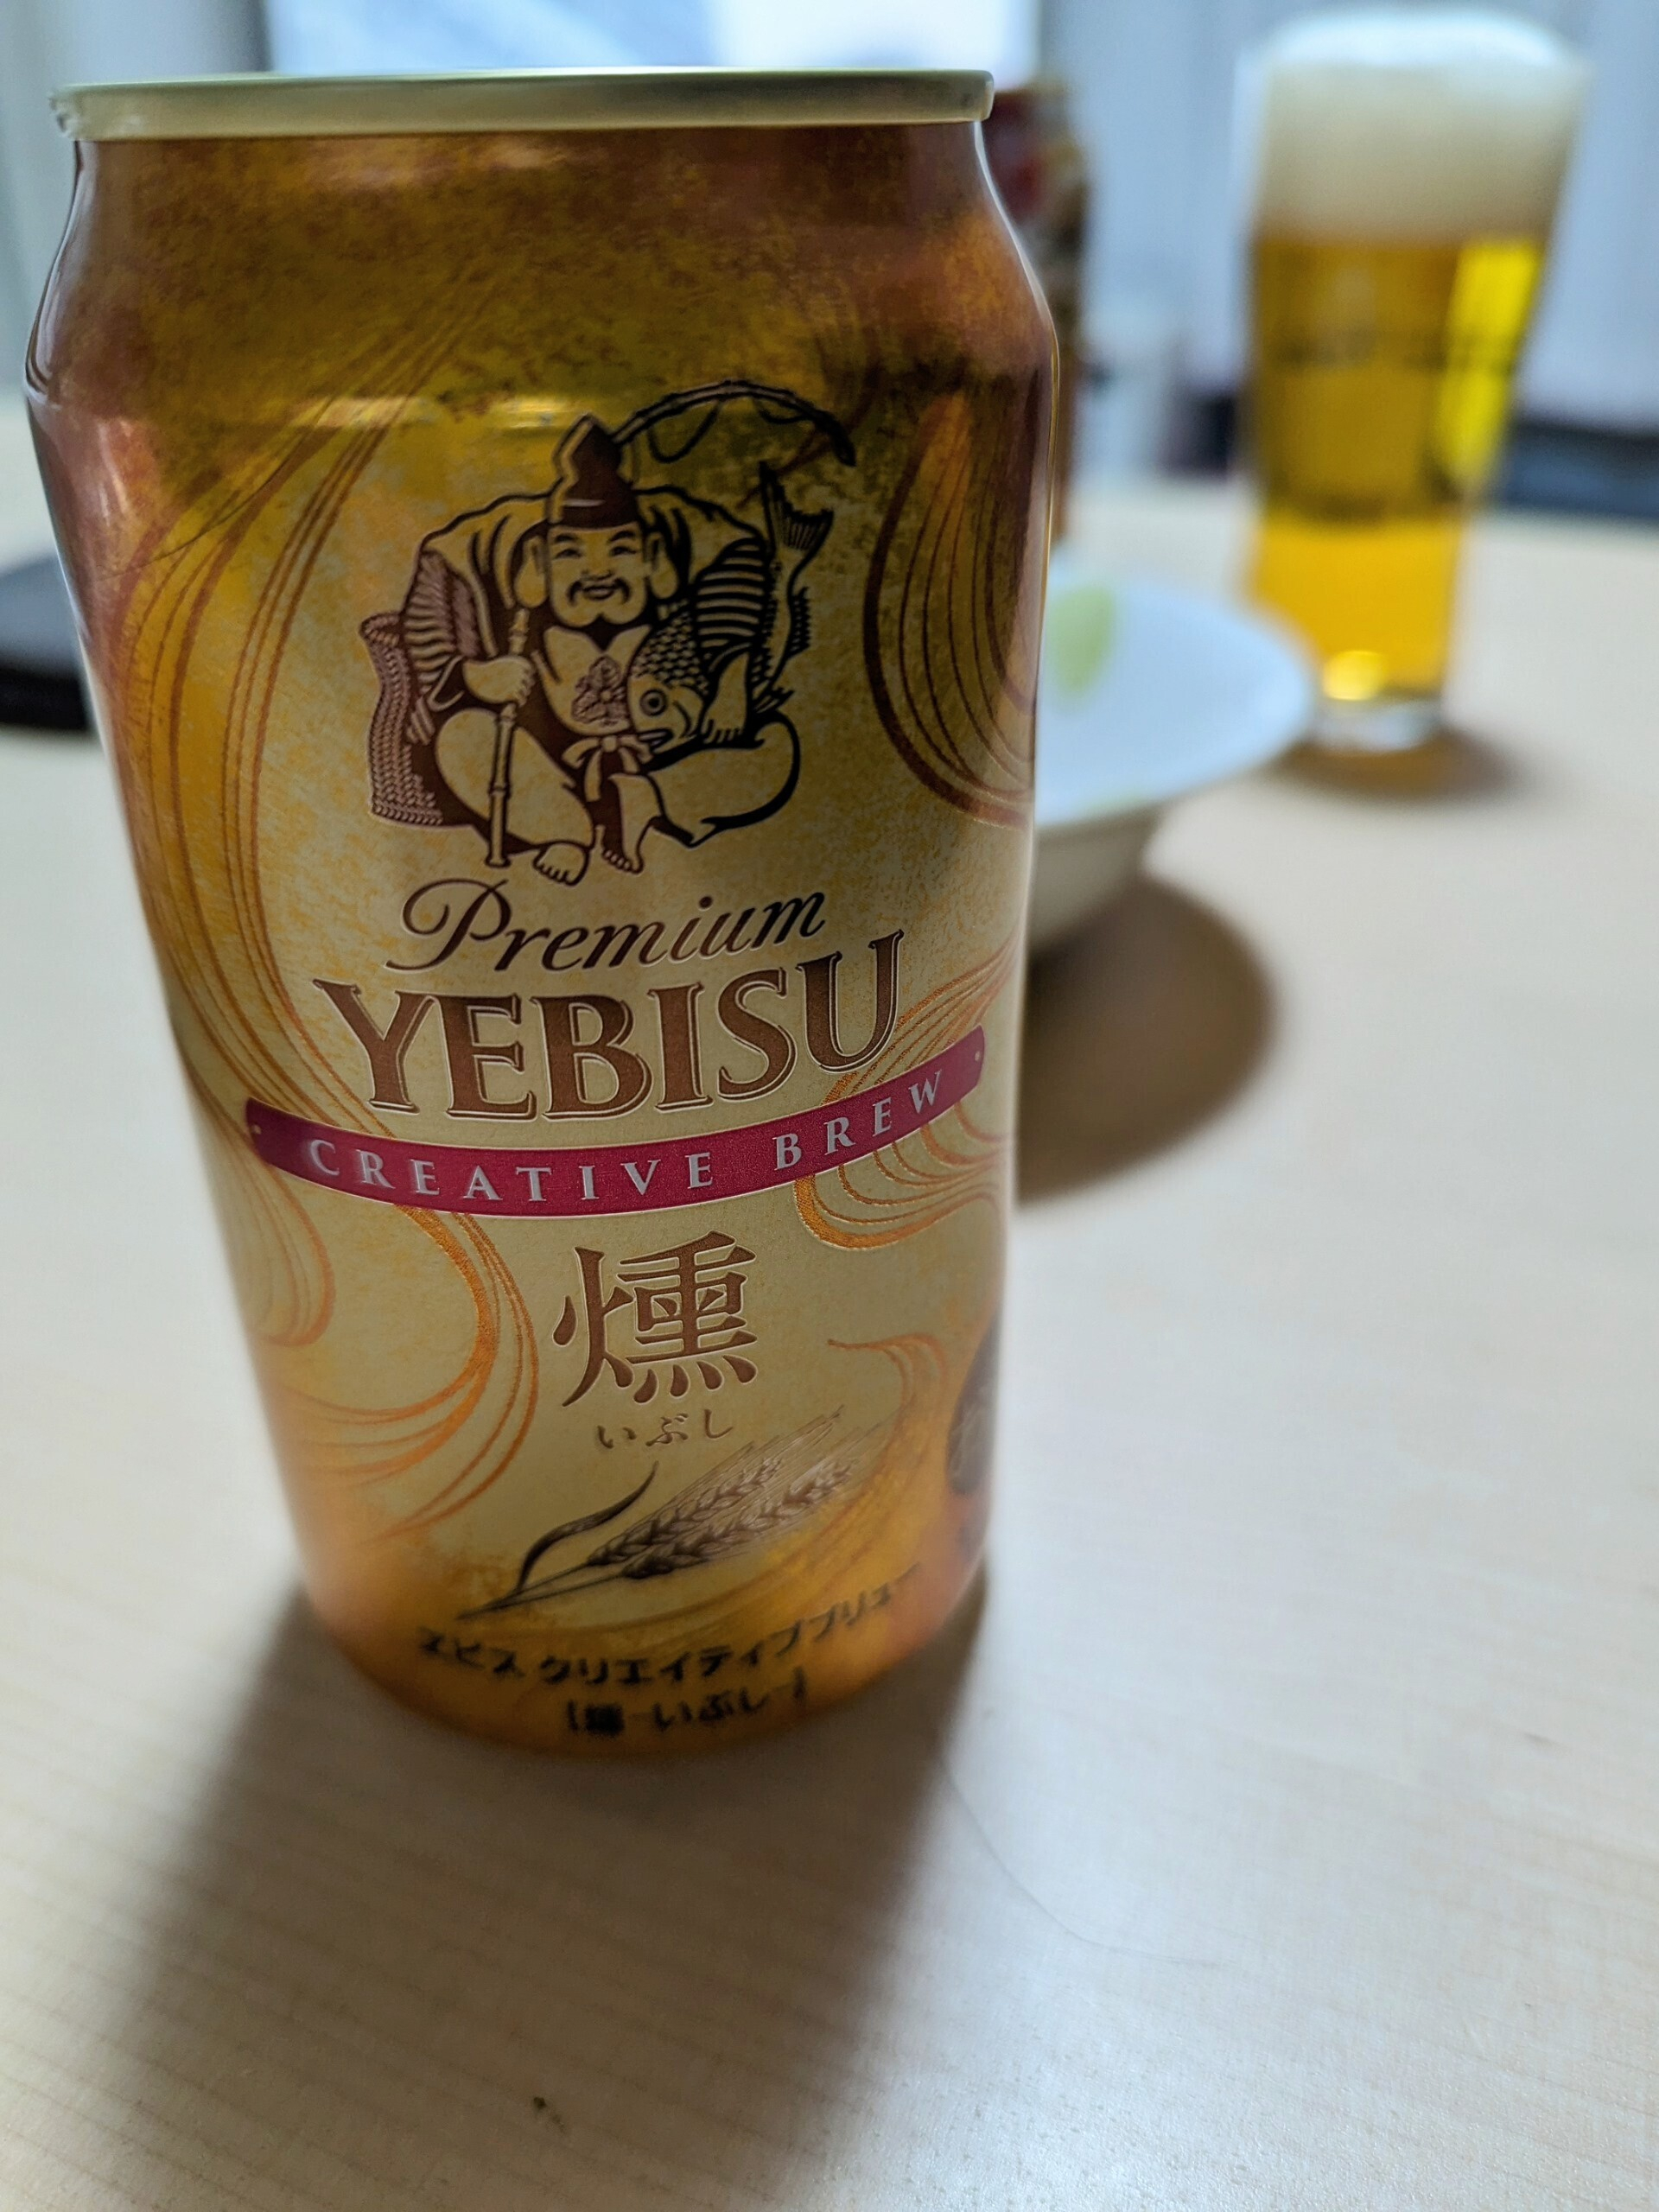 Premium
YEBISU
CREATIVE BREW
燻
いぶし
ヱビス クリエイティブブリュー
[燻 いぶし]